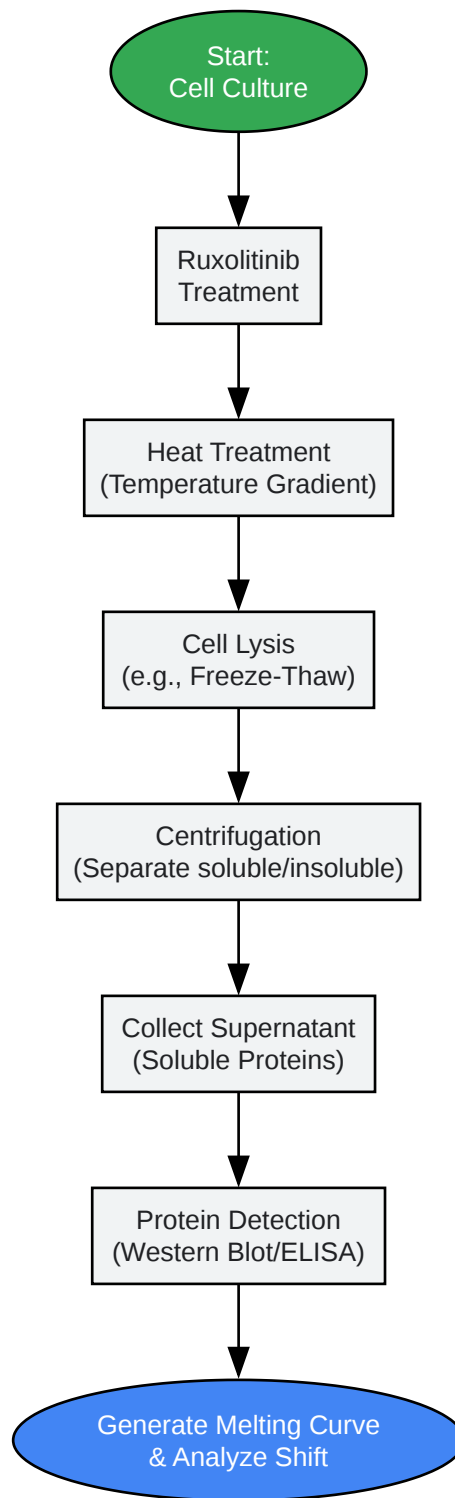 Start:
Cell Culture
Ruxolitinib
Treatment
Heat Treatment
(Temperature Gradient)
Cell Lysis
(e.g., Freeze-Thaw)
Centrifugation
(Separate soluble/insoluble)
Collect Supernatant
(Soluble Proteins)
Protein Detection
(Western Blot/ELISA)
Generate Melting Curve
& Analyze Shift